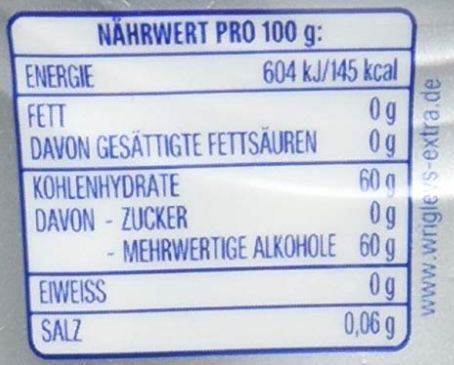 NÄHRWERT PRO 100 g:
ENERGIE 604 kJ/145 kcal
FETT 0 g
DAVON GESÄTTIGTE FETTSÄUREN 0 g
KOHLENHYDRATE 60 g
DAVON - ZUCKER 0 g
- MEHRWERTIGE ALKOHOLE 60 g
EIWEISS 0 g
SALZ 0,06 g
www.wrigleys-extra.de